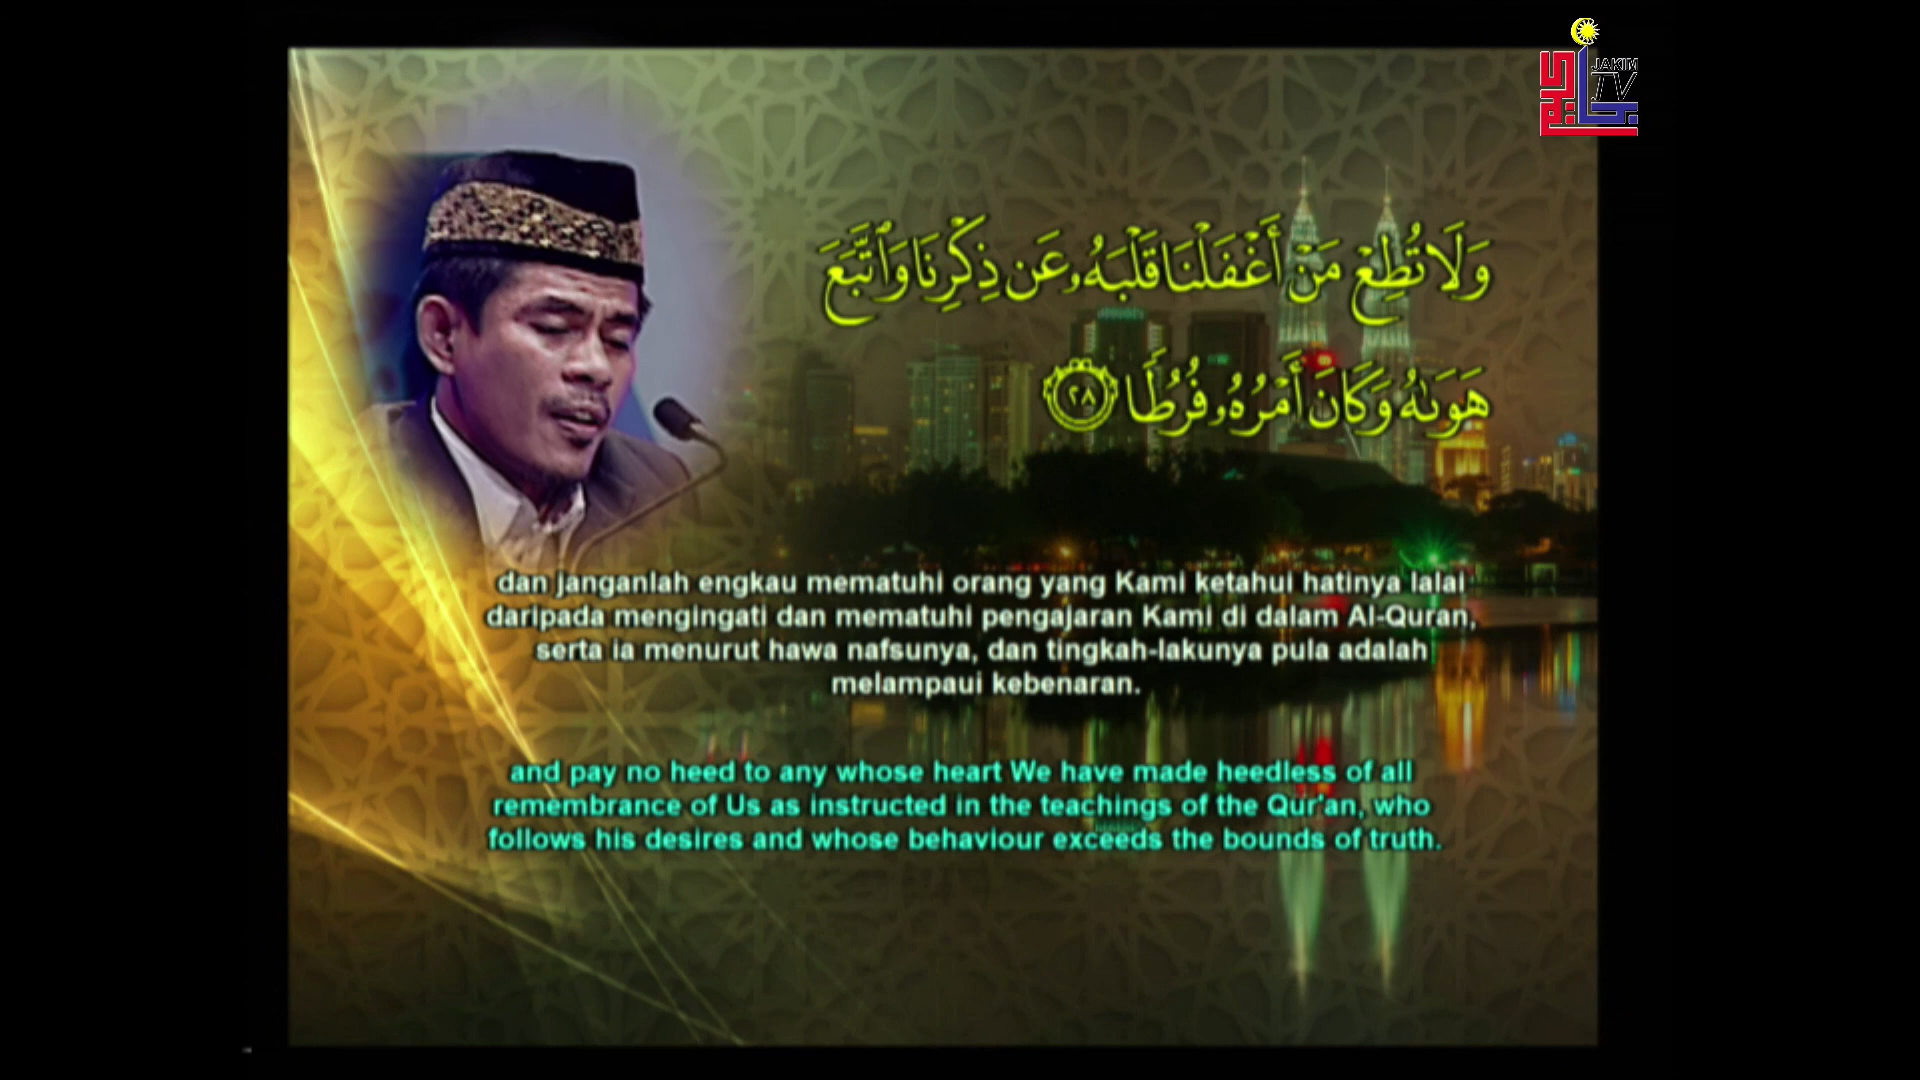 JAKIM
TV
وَلَا تُطِعْ مَنْ أَغْفَلْنَا قَلْبَهُۥ عَن ذِكْرِنَا وَٱتَّبَعَ
هَوَىٰهُ وَكَانَ أَمْرُهُۥ فُرُطًا ٢٨
dan janganlah engkau mematuhi orang yang Kami ketahui hatinya lalai
daripada mengingati dan mematuhi pengajaran Kami di dalam Al-Quran,
serta ia menurut hawa nafsunya, dan tingkah-lakunya pula adalah
melampaui kebenaran.
and pay no heed to any whose heart We have made heedless of all
remembrance of Us as instructed in the teachings of the Qur'an, who
follows his desires and whose behaviour exceeds the bounds of truth.